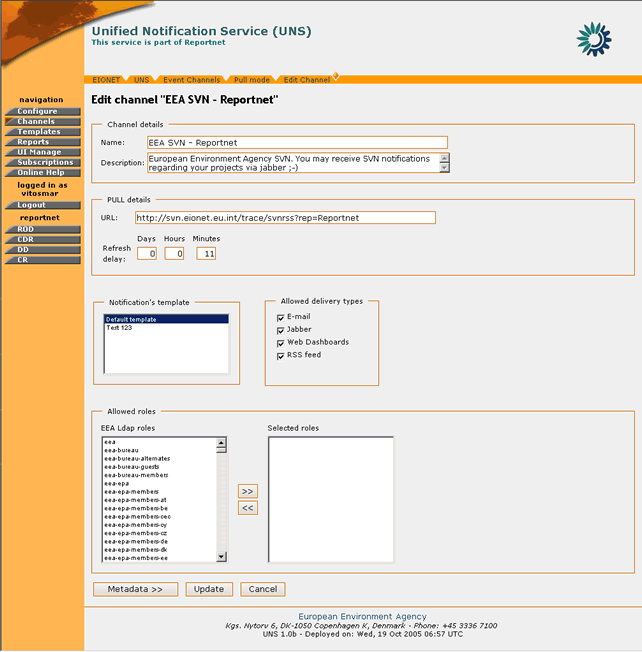 Unified Notification Service (UNS)
This service is part of Reportnet
EIONET UNS Event Channels Pull mode Edit Channel
navigation
Configure
Channels
Templates
Reports
UI Manage
Subscriptions
Online Help
logged in as
vitosmar
Logout
reportnet
ROD
CDR
DD
CR
Edit channel "EEA SVN - Reportnet"
Channel details
Name: EEA SVN - Reportnet
Description: European Environment Agency SVN. You may receive SVN notifications
regarding your projects via jabber ;-)
PULL details
URL: http://svn.eionet.eu.int/trace/svnrss?rep=Reportnet
Days Hours Minutes
Refresh delay: 0 0 11
Notification's template
Default template
Test 123
Allowed delivery types
E-mail
Jabber
Web Dashboards
RSS feed
Allowed roles
EEA Ldap roles
eea
eea-bureau
eea-bureau-alternates
eea-bureau-guests
eea-bureau-members
eea-epa
eea-epa-members
eea-epa-members-at
eea-epa-members-be
eea-epa-members-cec
eea-epa-members-cy
eea-epa-members-cz
eea-epa-members-de
eea-epa-members-dk
eea-epa-members-ee
>>
<<
Selected roles
Metadata >> Update Cancel
European Environment Agency
Kgs. Nytorv 6, DK-1050 Copenhagen K, Denmark - Phone: +45 3336 7100
UNS 1.0b - Deployed on: Wed, 19 Oct 2005 06:57 UTC